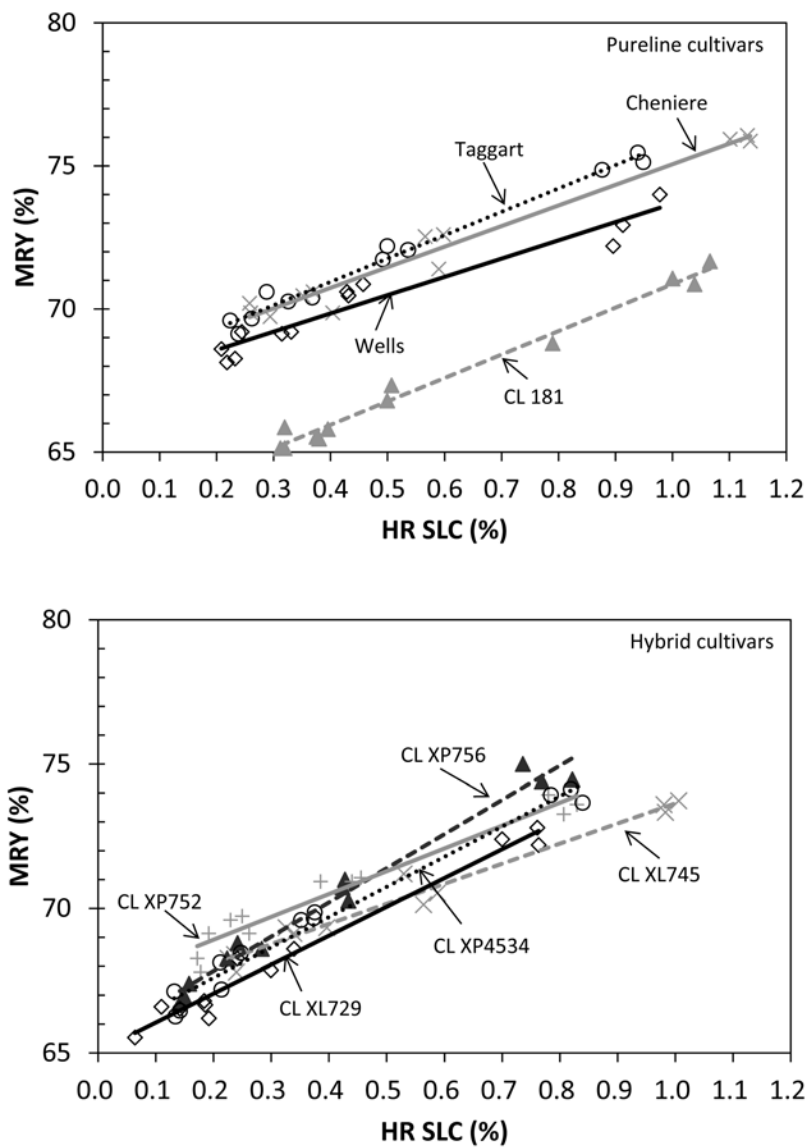 80
Pureline cultivars
Cheniere
Taggart
75
MRY (%)
70
Wells
CL 181
65
0.0 0.1 0.2 0.3 0.4 0.5 0.6 0.7 0.8 0.9 1.0 1.1 1.2
HR SLC (%)
80
Hybrid cultivars
CL XP756
75
MRY (%)
70
CL XP752
CL XL745
CL XP4534
CL XL729
65
0.0 0.1 0.2 0.3 0.4 0.5 0.6 0.7 0.8 0.9 1.0 1.1 1.2
HR SLC (%)